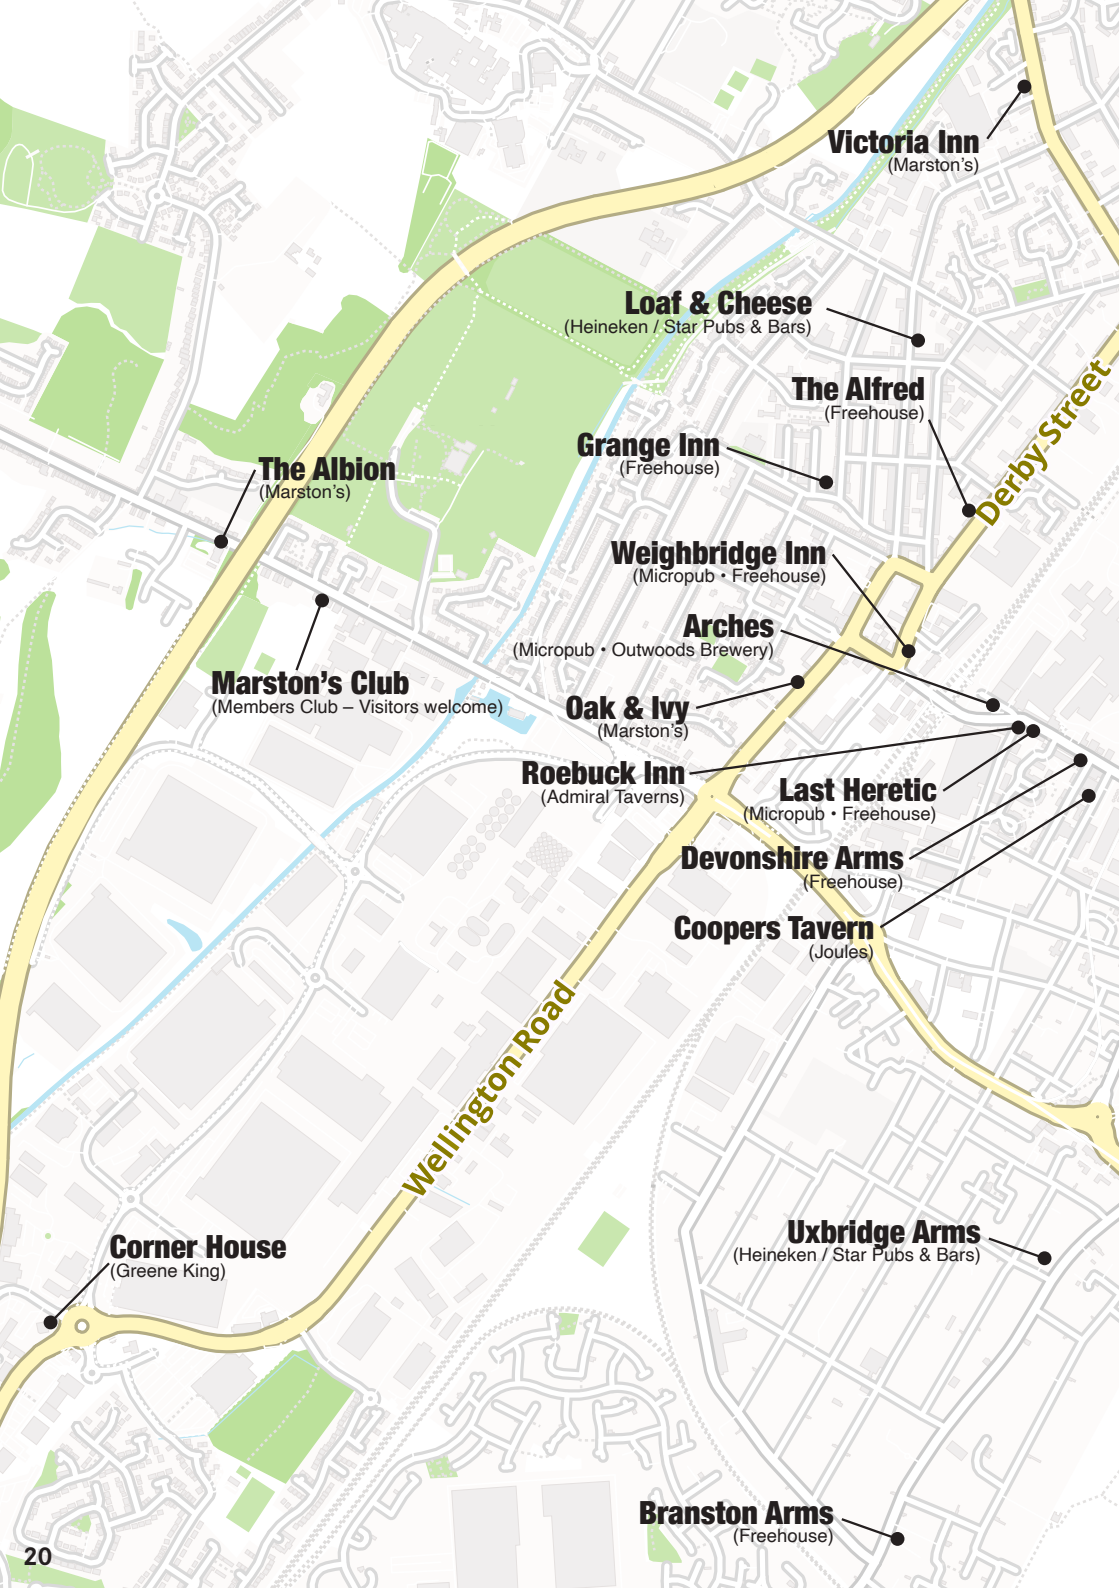 Victoria Inn
(Marston's)
Loaf & Cheese
(Heineken / Star Pubs & Bars)
The Alfred
(Freehouse)
Derby Street
Grange Inn
(Freehouse)
The Albion
(Marston's)
Weighbridge Inn
(Micropub • Freehouse)
Arches
(Micropub • Outwoods Brewery)
Marston's Club
(Members Club – Visitors welcome)
Oak & Ivy
(Marston's)
Roebuck Inn
(Admiral Taverns)
Last Heretic
(Micropub • Freehouse)
Devonshire Arms
(Freehouse)
Coopers Tavern
(Joules)
Wellington Road
Uxbridge Arms
(Heineken / Star Pubs & Bars)
Corner House
(Greene King)
Branston Arms
(Freehouse)
20